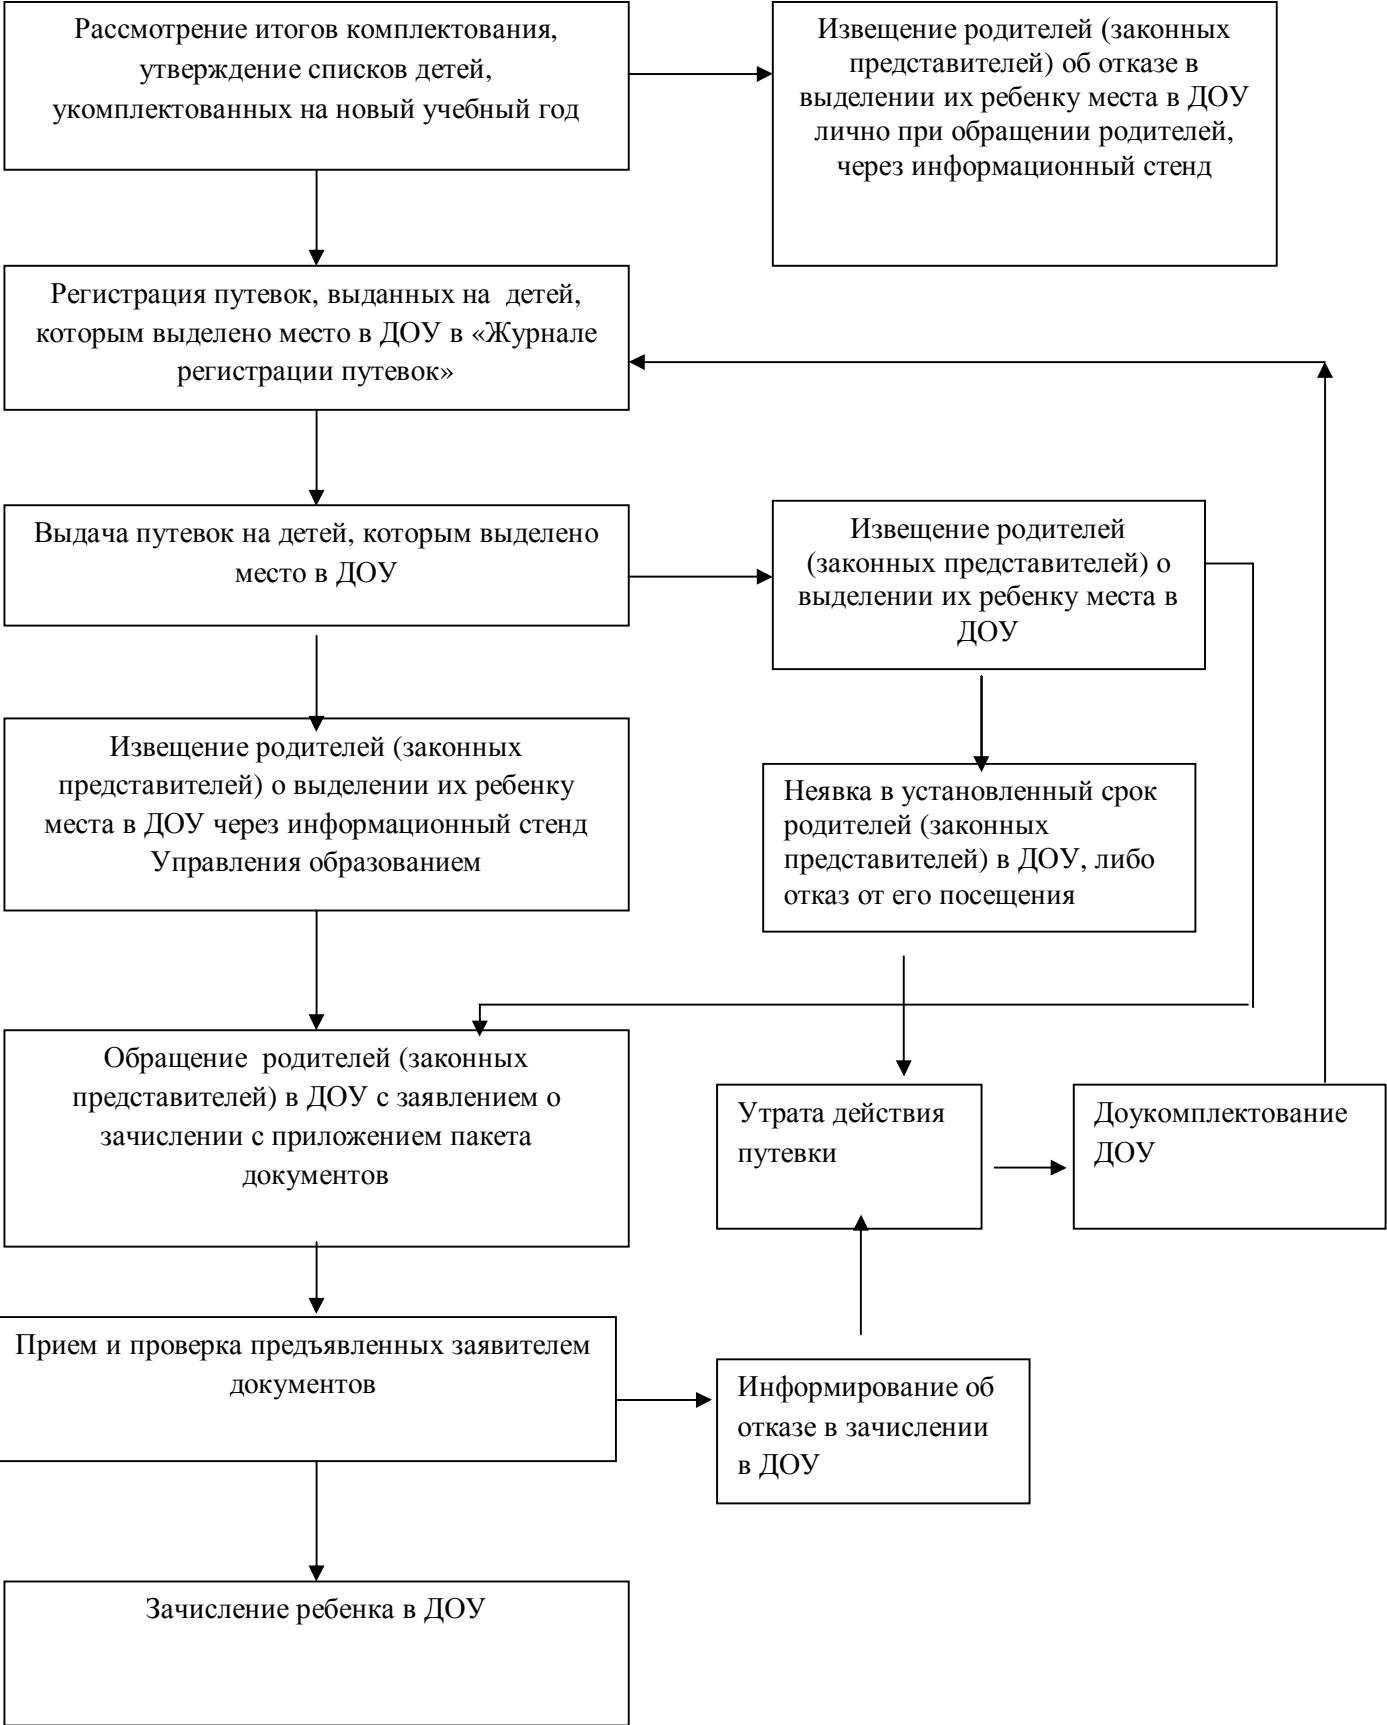 Рассмотрение итогов комплектования,
утверждение списков детей,
укомплектованных на новый учебный год
Извещение родителей (законных
представителей) об отказе в
выделении их ребенку места в ДОУ
лично при обращении родителей,
через информационный стенд
Регистрация путевок, выданных на  детей,
которым выделено место в ДОУ в «Журнале
регистрации путевок»
Выдача путевок на детей, которым выделено
место в ДОУ
Извещение родителей
(законных представителей) о
выделении их ребенку места в
ДОУ
Извещение родителей (законных
представителей) о выделении их ребенку
места в ДОУ через информационный стенд
Управления образованием
Неявка в установленный срок
родителей (законных
представителей) в ДОУ, либо
отказ от его посещения
Обращение  родителей (законных
представителей) в ДОУ с заявлением о
зачислении с приложением пакета
документов
Утрата действия
путевки
Доукомплектование
ДОУ
Прием и проверка предъявленных заявителем
документов
Информирование об
отказе в зачислении
в ДОУ
Зачисление ребенка в ДОУ